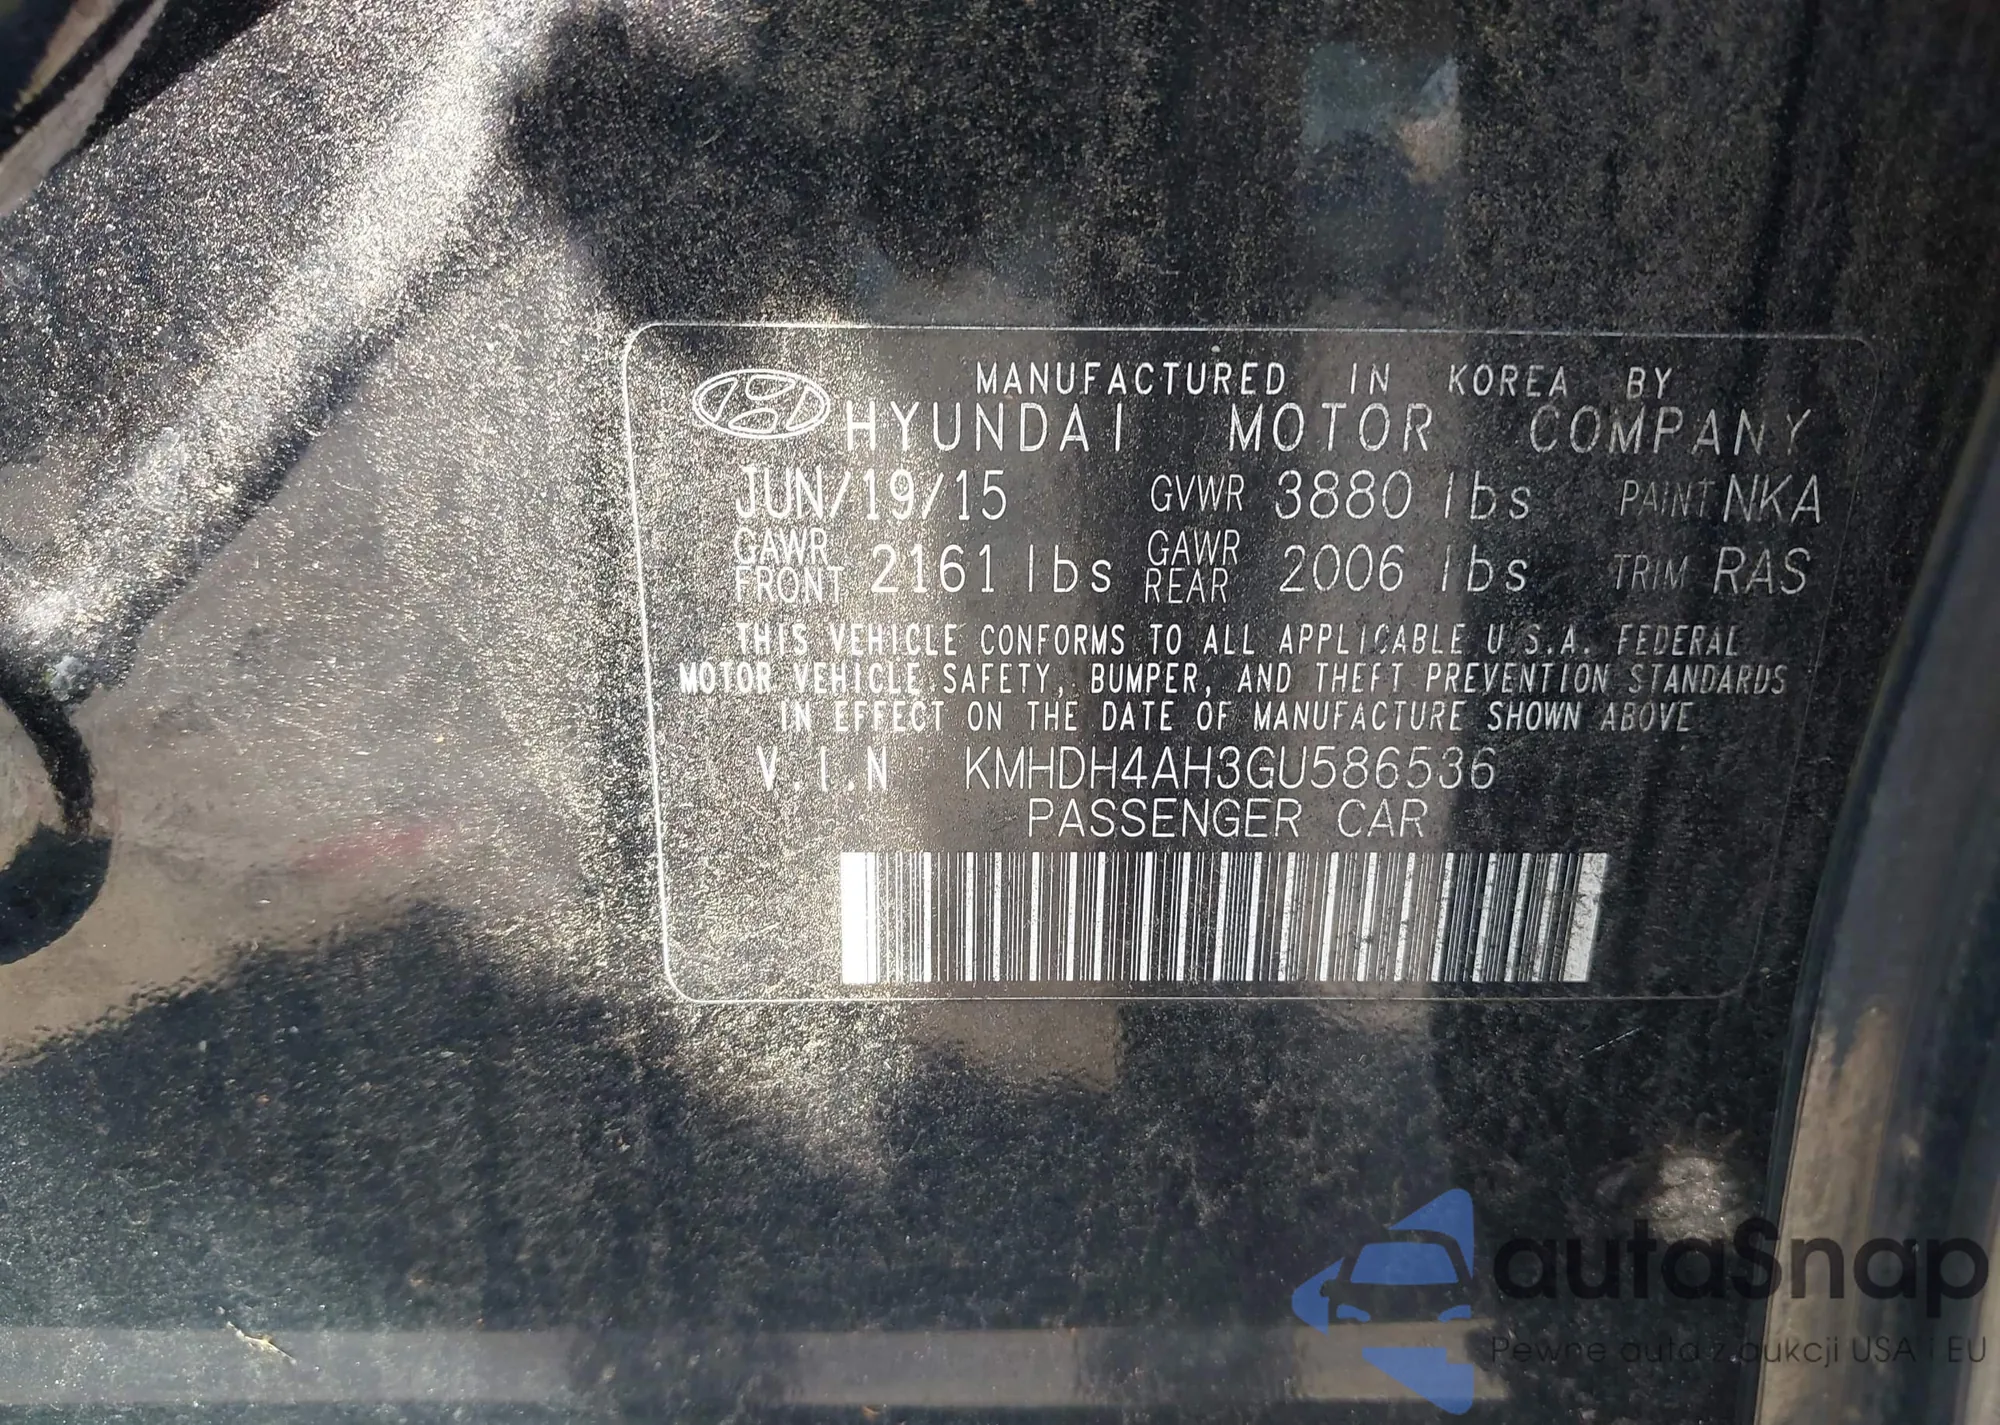 MANUFACTURED IN KOREA BY
HYUNDAI MOTOR COMPANY
JUN/19/15 GVWR 3880 lbs PAINT NKA
GAWR FRONT 2161 lbs GAWR REAR 2006 lbs TRIM RAS
THIS VEHICLE CONFORMS TO ALL APPLICABLE U.S.A. FEDERAL
MOTOR VEHICLE SAFETY, BUMPER, AND THEFT PREVENTION STANDARDS
IN EFFECT ON THE DATE OF MANUFACTURE SHOWN ABOVE
V.I.N KMHDH4AH3GU586536
PASSENGER CAR
autaSnap
Pewne auta z aukcji USA i EU